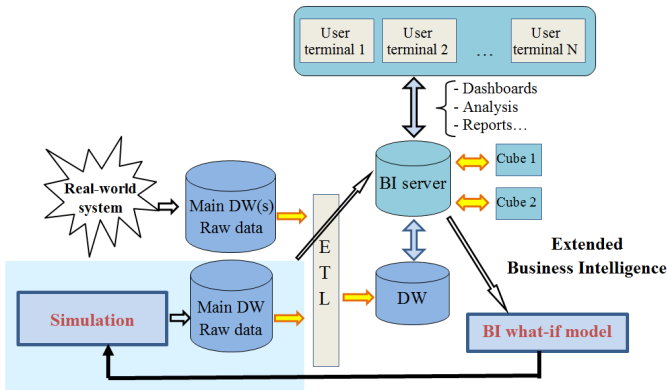 User
terminal 1
User
terminal 2
...
User
terminal N
- Dashboards
- Analysis
- Reports...
Real-world
system
Main DW(s)
Raw data
BI server
Cube 1
Cube 2
E
T
L
Extended
Business Intelligence
Simulation
Main DW
Raw data
DW
BI what-if model